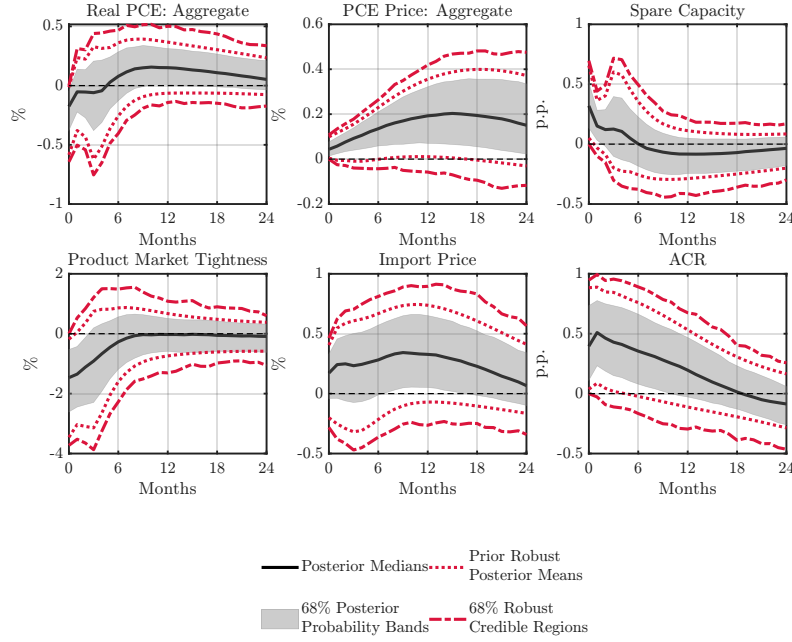 Real PCE: Aggregate
PCE Price: Aggregate
Spare Capacity
0.5
0
-0.5
-1
%
0 6 12 18 24
Months
0.6
0.4
0.2
0
-0.2
%
0 6 12 18 24
Months
1
0.5
0
-0.5
p.p.
0 6 12 18 24
Months
Product Market Tightness
Import Price
ACR
2
0
-2
-4
%
0 6 12 18 24
Months
1
0.5
0
-0.5
%
0 6 12 18 24
Months
1
0.5
0
-0.5
p.p.
0 6 12 18 24
Months
Posterior Medians
Prior Robust
Posterior Means
68% Posterior
Probability Bands
68% Robust
Credible Regions